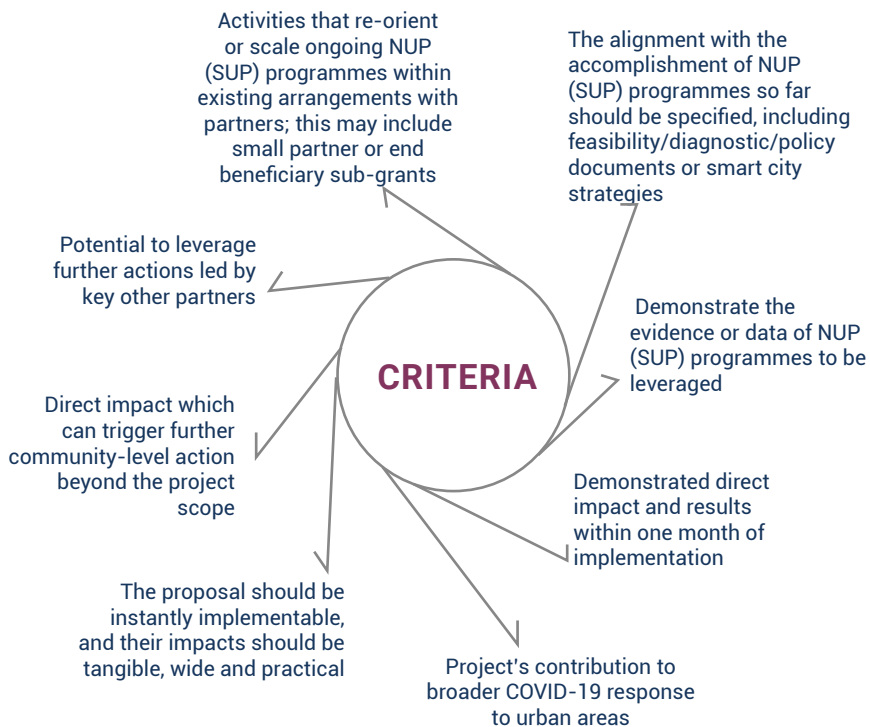 Activities that re-orient
or scale ongoing NUP
(SUP) programmes within
existing arrangements with
partners; this may include
small partner or end
beneficiary sub-grants
The alignment with the
accomplishment of NUP
(SUP) programmes so far
should be specified, including
feasibility/diagnostic/policy
documents or smart city
strategies
Potential to leverage
further actions led by
key other partners
Demonstrate the
evidence or data of NUP
(SUP) programmes to be
leveraged
CRITERIA
Direct impact which
can trigger further
community-level action
beyond the project
scope
Demonstrated direct
impact and results
within one month of
implementation
The proposal should be
instantly implementable,
and their impacts should be
tangible, wide and practical
Project's contribution to
broader COVID-19 response
to urban areas